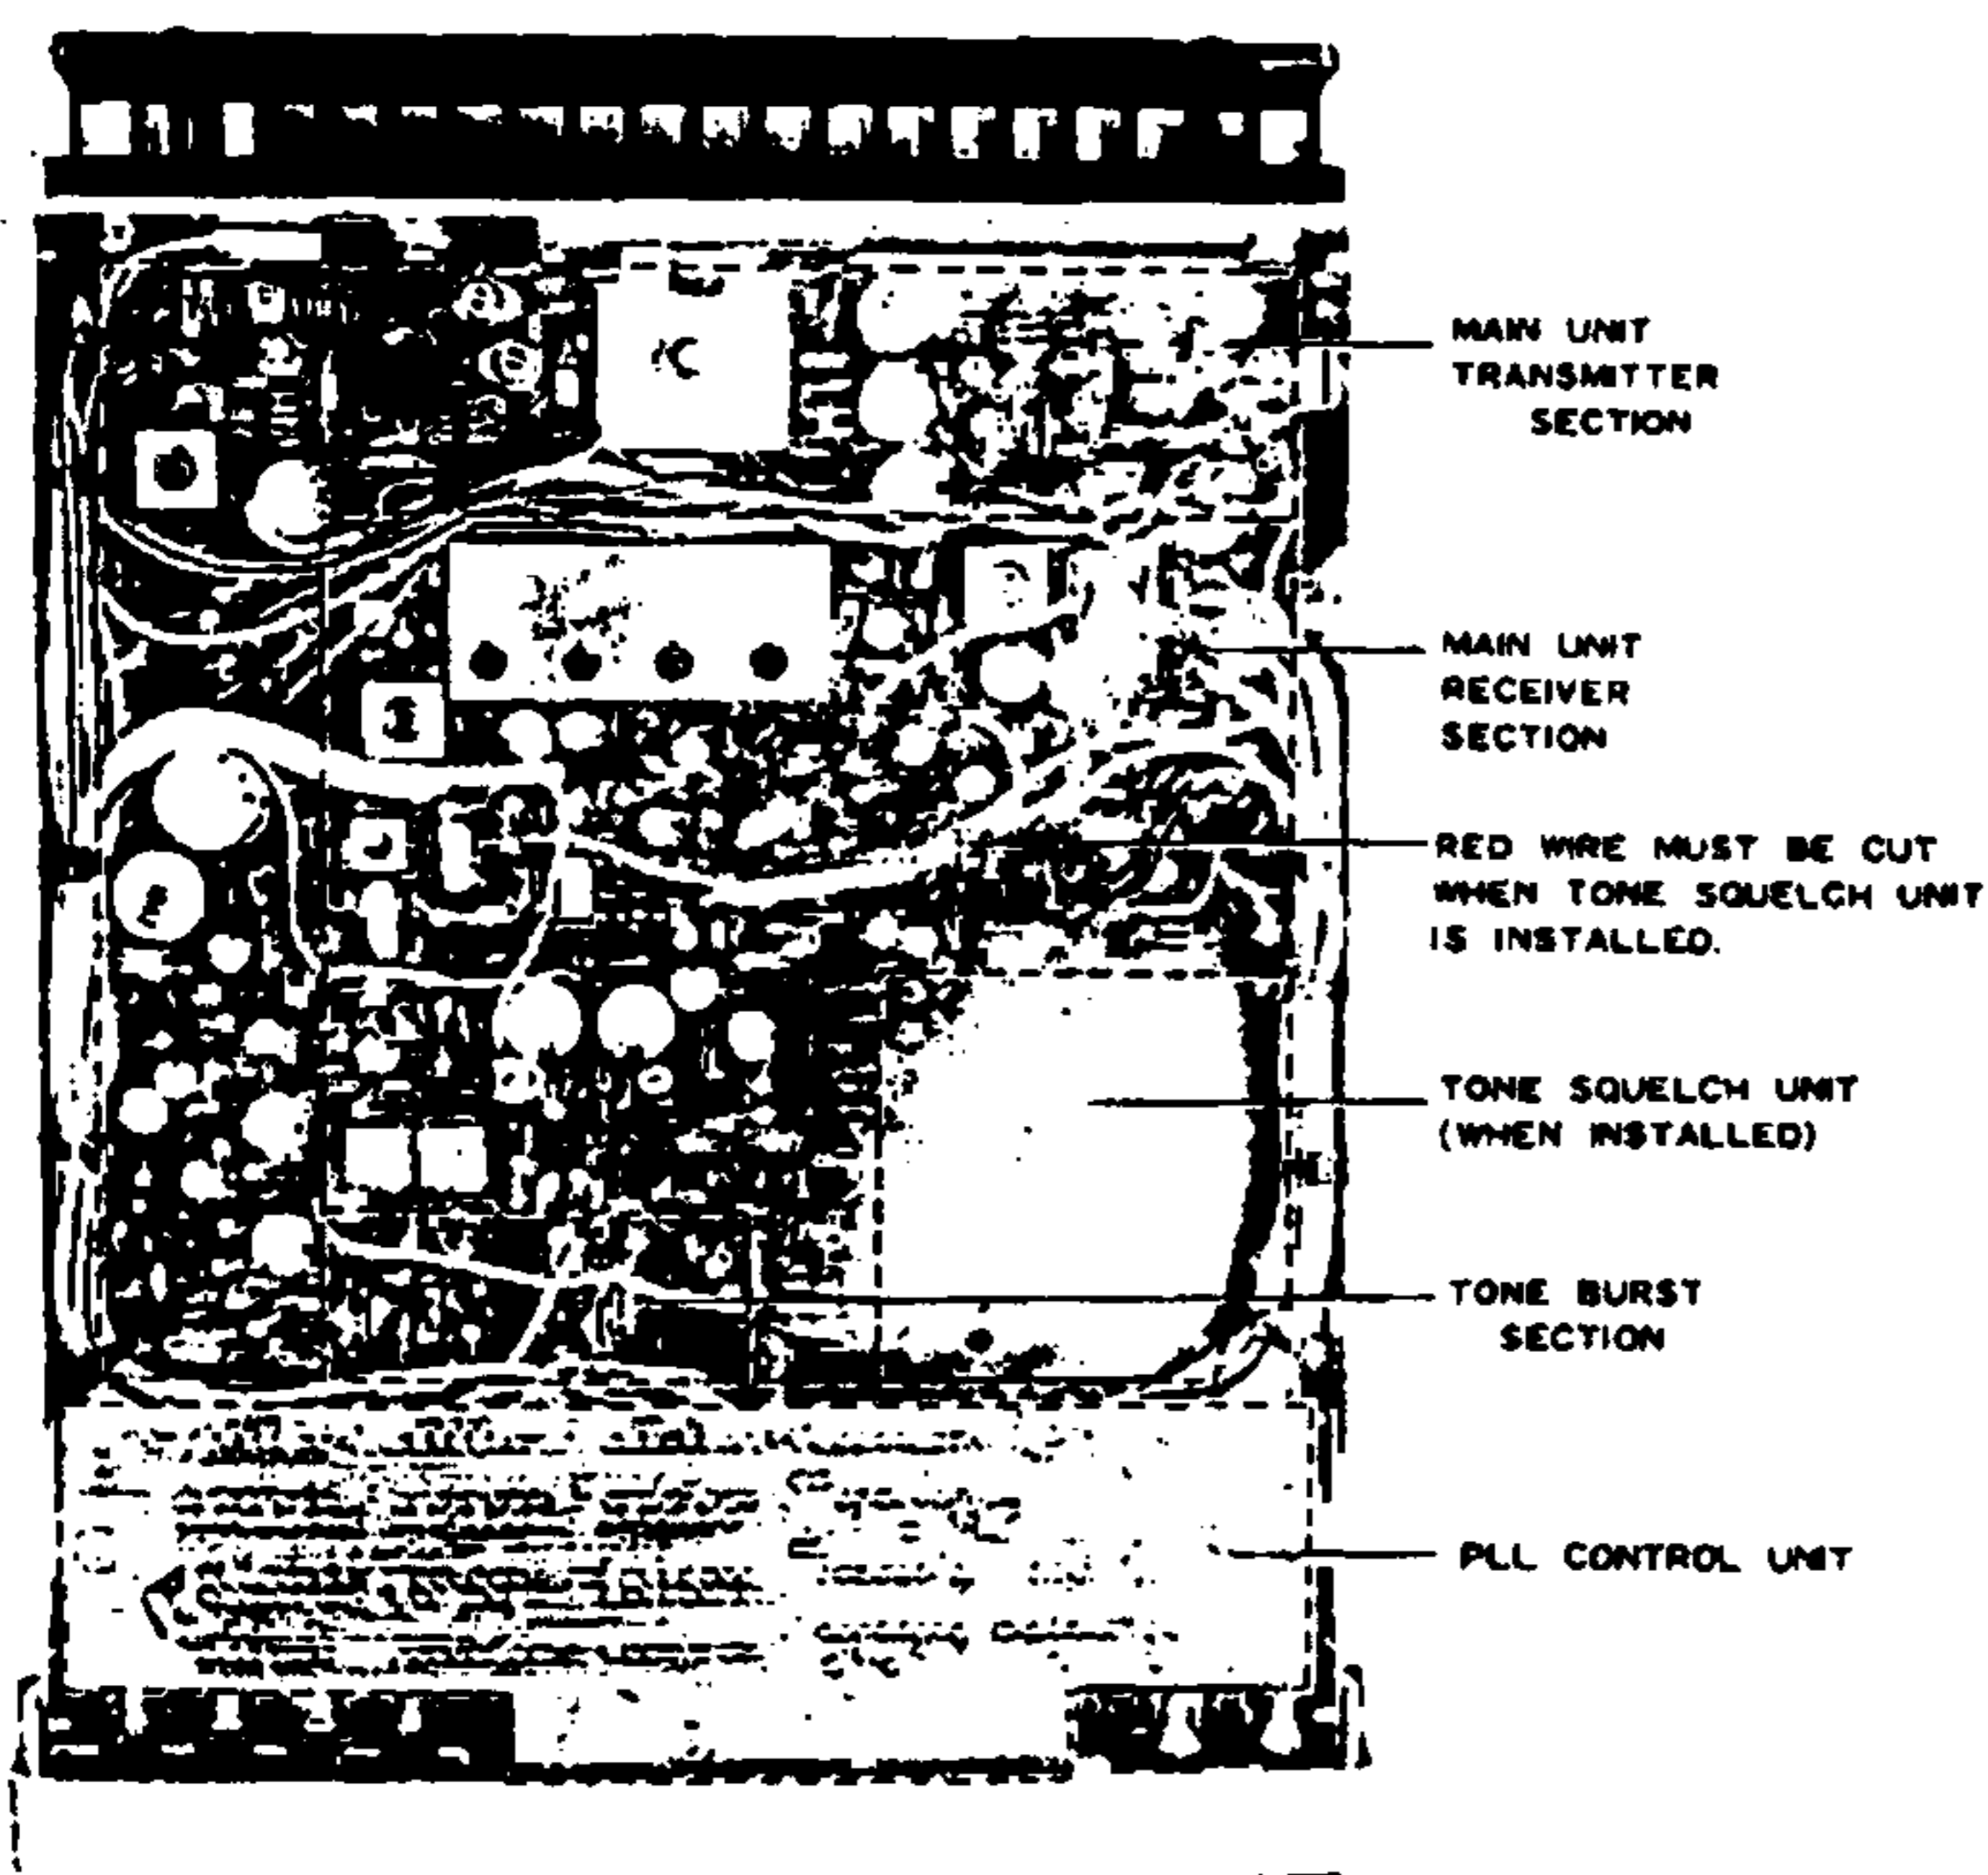 MAIN UNIT
TRANSMITTER
SECTION
MAIN UNIT
RECEIVER
SECTION
RED WIRE MUST BE CUT
WHEN TONE SQUELCH UNIT
IS INSTALLED.
TONE SQUELCH UNIT
(WHEN INSTALLED)
TONE BURST
SECTION
PLL CONTROL UNIT